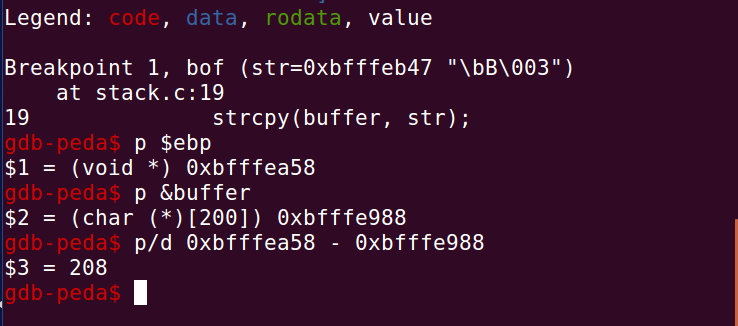 Legend: code, data, rodata, value
Breakpoint 1, bof (str=0xbfffeb47 "\bB\003")
    at stack.c:19
19              strcpy(buffer, str);
gdb-peda$ p $ebp
$1 = (void *) 0xbfffea58
gdb-peda$ p &buffer
$2 = (char (*)[200]) 0xbfffe988
gdb-peda$ p/d 0xbfffea58 - 0xbfffe988
$3 = 208
gdb-peda$